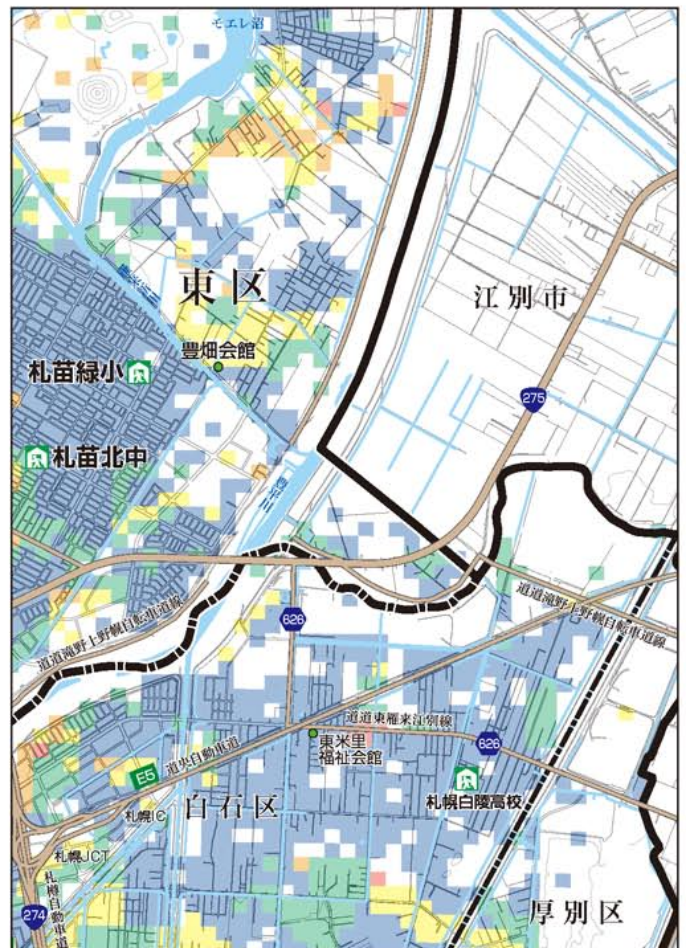 モエレ沼
東区
江別市
豊畑会館
札苗緑小
275
札苗北中
豊平川
626
道道滝野上野幌自転車道線
道道滝野上野幌自転車道線
道道東雁来江別線
東米里
福祉会館
626
道央自動車道
E5
札幌白陵高校
白石区
札幌IC
札幌JCT
札樽自動車道
274
厚別区